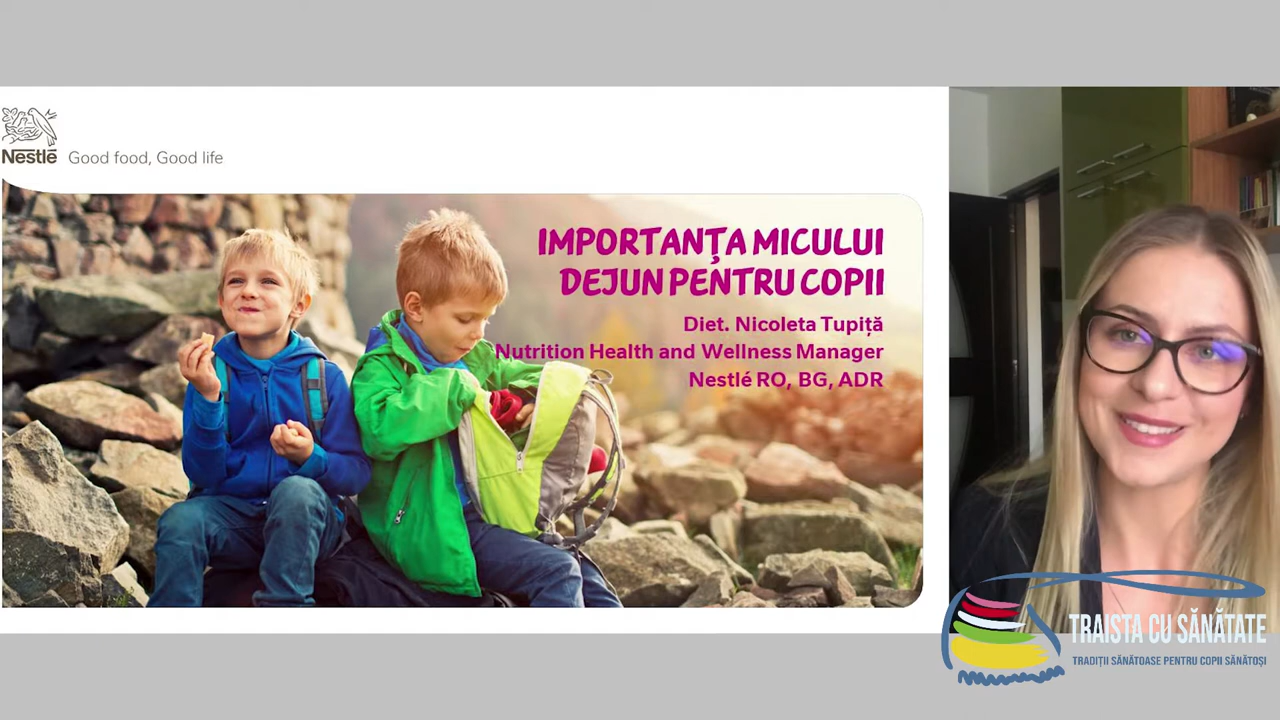 Nestlé Good food, Good life
IMPORTANŢA MICULUI
DEJUN PENTRU COPII
Diet. Nicoleta Tupiță
Nutrition Health and Wellness Manager
Nestlé RO, BG, ADR
TRAISTA CU SĂNĂTATE
TRADIȚII SĂNĂTOASE PENTRU COPII SĂNĂTOȘI